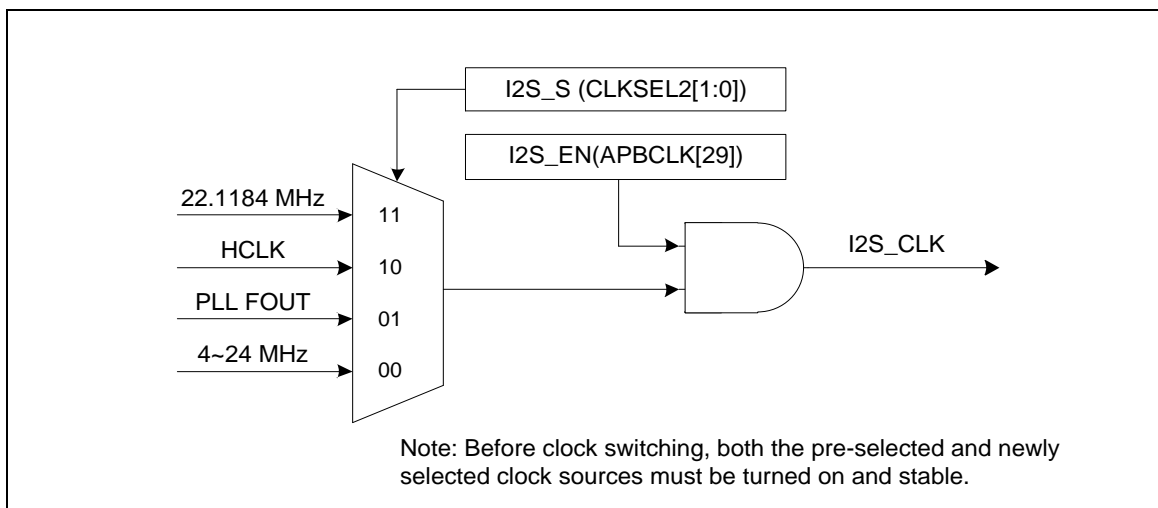 I2S_S (CLKSEL2[1:0])
I2S_EN(APBCLK[29])
22.1184 MHz
11
HCLK
10
PLL FOUT
01
4~24 MHz
00
I2S_CLK
Note: Before clock switching, both the pre-selected and newly
selected clock sources must be turned on and stable.